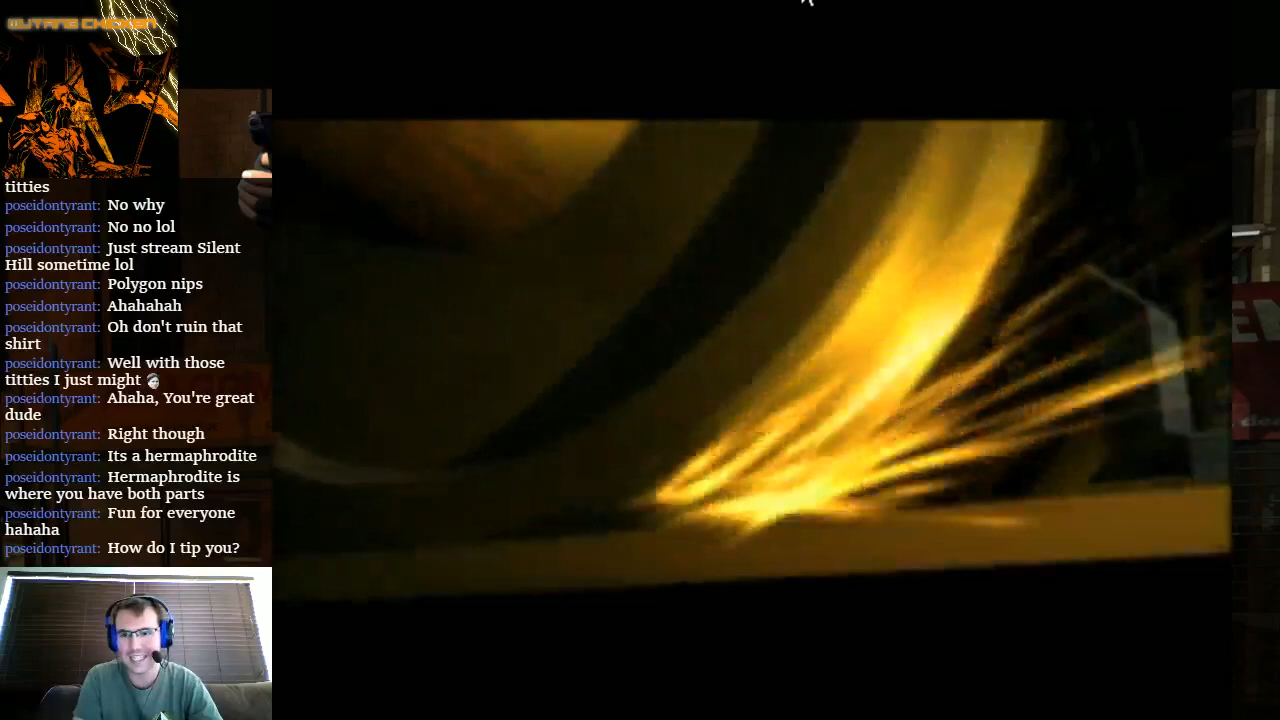 WUTANG CHICKEN
titties
poseidontyrant: No why
poseidontyrant: No no lol
poseidontyrant: Just stream Silent
Hill sometime lol
poseidontyrant: Polygon nips
poseidontyrant: Ahahahah
poseidontyrant: Oh don't ruin that
shirt
poseidontyrant: Well with those
titties I just might
poseidontyrant: Ahaha, You're great
dude
poseidontyrant: Right though
poseidontyrant: Its a hermaphrodite
poseidontyrant: Hermaphrodite is
where you have both parts
poseidontyrant: Fun for everyone
hahaha
poseidontyrant: How do I tip you?